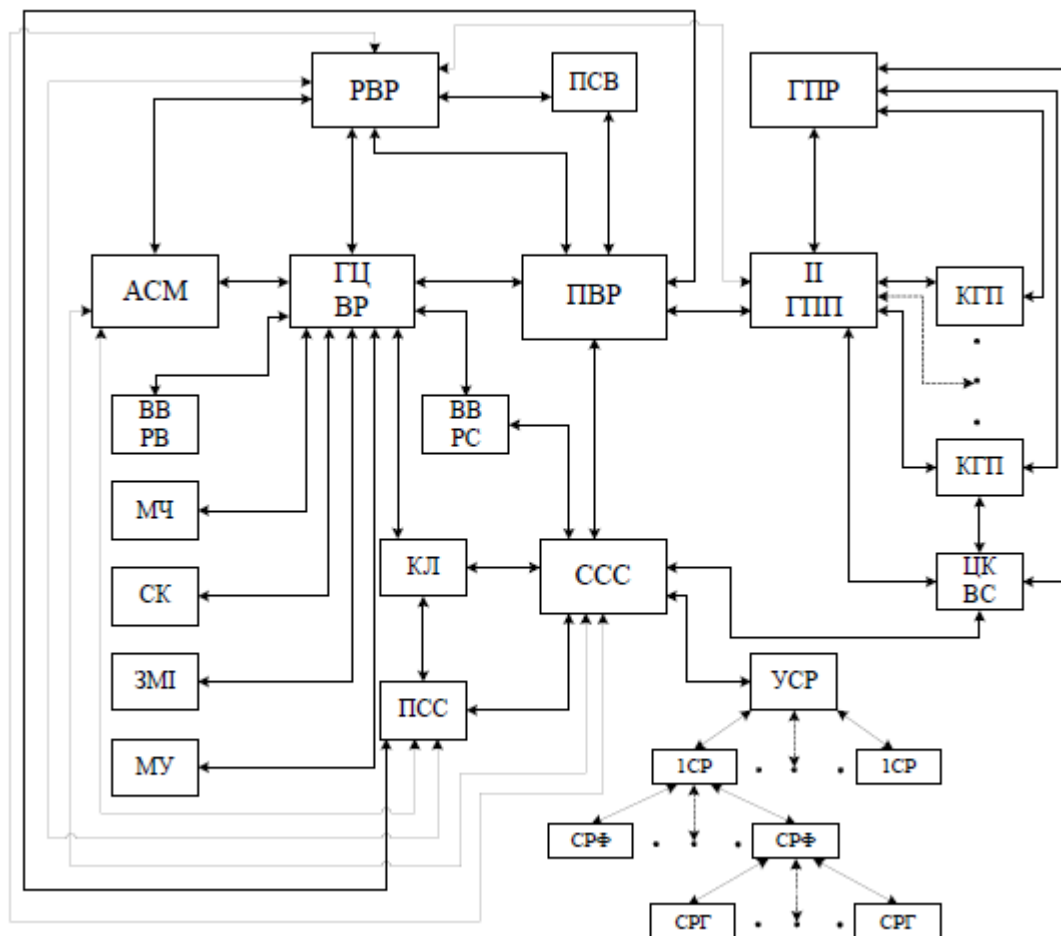 РВР
ПСВ
ГПР
АСМ
ГЦ
ВР
ПВР
ІІ
ГПП
КГП
ВВ
РВ
ВВ
РС
КГП
МЧ
КЛ
ССС
ЦК
ВС
СК
ЗМІ
ПСС
УСР
МУ
1СР
1СР
СРФ
СРФ
СРГ
СРГ